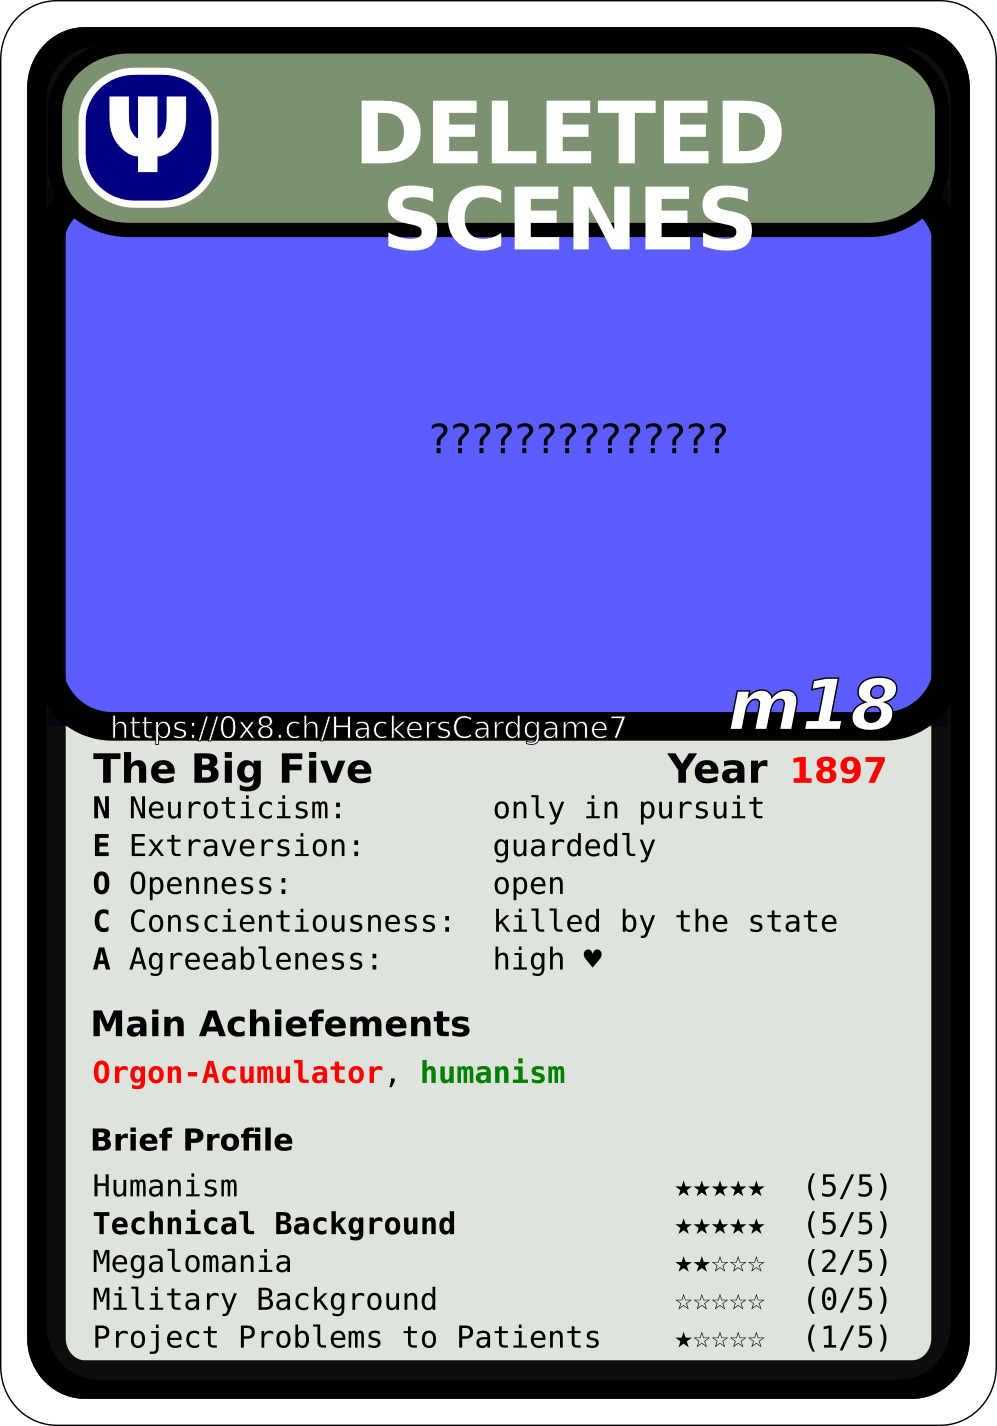 Ψ
DELETED
SCENES
??????????????
m18
https://0x8.ch/HackersCardgame7
The Big Five Year 1897
N Neuroticism: only in pursuit
E Extraversion: guardedly
O Openness: open
C Conscientiousness: killed by the state
A Agreeableness: high ♥
Main Achiefements
Orgon-Acumulator, humanism
Brief Profile
Humanism ★★★★★ (5/5)
Technical Background ★★★★★ (5/5)
Megalomania ★★☆☆☆ (2/5)
Military Background ☆☆☆☆☆ (0/5)
Project Problems to Patients ★☆☆☆☆ (1/5)